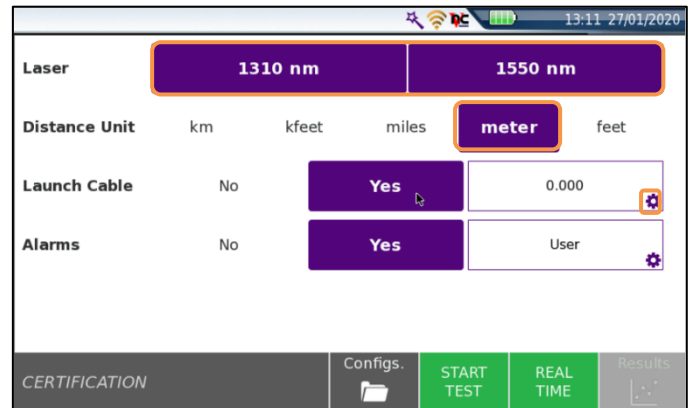 13:11 27/01/2020
Laser 1310 nm 1550 nm
Distance Unit km kfeet miles meter feet
Launch Cable No Yes 0.000
Alarms No Yes User
CERTIFICATION
Configs.
START
TEST
REAL
TIME
Results